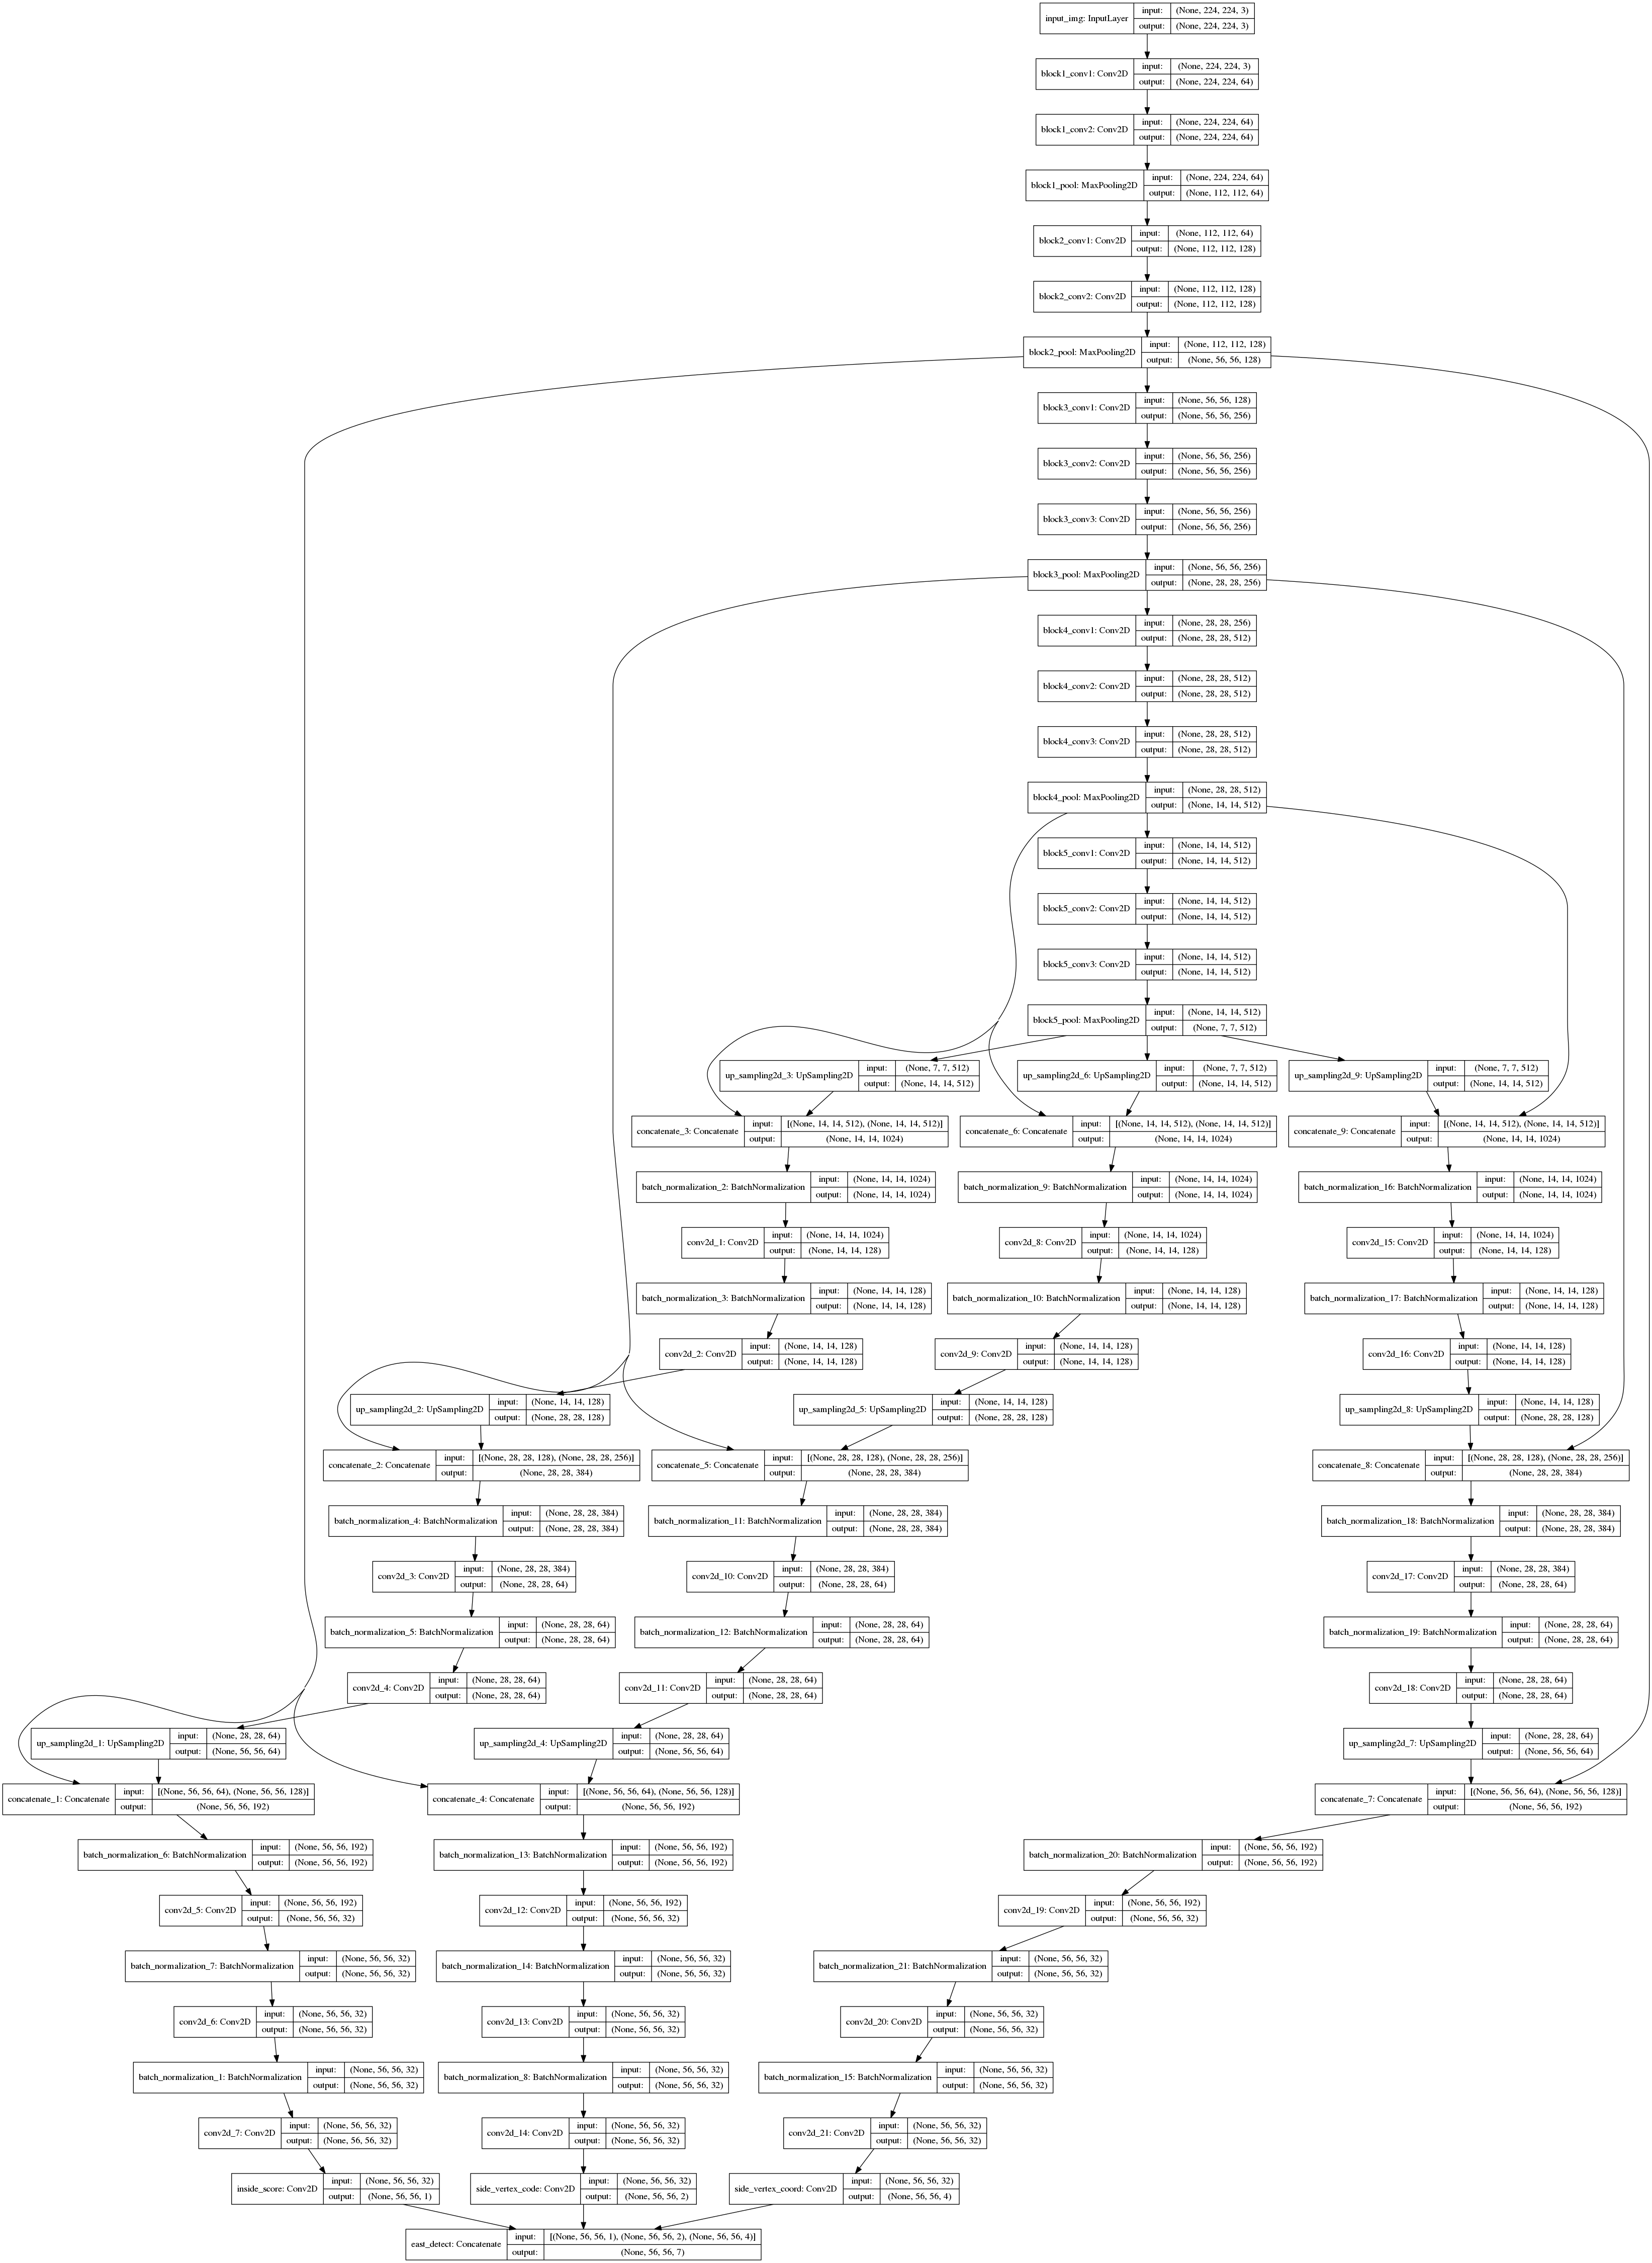 input_img: InputLayer
input: (None, 224, 224, 3)
output: (None, 224, 224, 3)
block1_conv1: Conv2D
input: (None, 224, 224, 3)
output: (None, 224, 224, 64)
block1_conv2: Conv2D
input: (None, 224, 224, 64)
output: (None, 224, 224, 64)
block1_pool: MaxPooling2D
input: (None, 224, 224, 64)
output: (None, 112, 112, 64)
block2_conv1: Conv2D
input: (None, 112, 112, 64)
output: (None, 112, 112, 128)
block2_conv2: Conv2D
input: (None, 112, 112, 128)
output: (None, 112, 112, 128)
block2_pool: MaxPooling2D
input: (None, 112, 112, 128)
output: (None, 56, 56, 128)
block3_conv1: Conv2D
input: (None, 56, 56, 128)
output: (None, 56, 56, 256)
block3_conv2: Conv2D
input: (None, 56, 56, 256)
output: (None, 56, 56, 256)
block3_conv3: Conv2D
input: (None, 56, 56, 256)
output: (None, 56, 56, 256)
block3_pool: MaxPooling2D
input: (None, 56, 56, 256)
output: (None, 28, 28, 256)
block4_conv1: Conv2D
input: (None, 28, 28, 256)
output: (None, 28, 28, 512)
block4_conv2: Conv2D
input: (None, 28, 28, 512)
output: (None, 28, 28, 512)
block4_conv3: Conv2D
input: (None, 28, 28, 512)
output: (None, 28, 28, 512)
block4_pool: MaxPooling2D
input: (None, 28, 28, 512)
output: (None, 14, 14, 512)
block5_conv1: Conv2D
input: (None, 14, 14, 512)
output: (None, 14, 14, 512)
block5_conv2: Conv2D
input: (None, 14, 14, 512)
output: (None, 14, 14, 512)
block5_conv3: Conv2D
input: (None, 14, 14, 512)
output: (None, 14, 14, 512)
block5_pool: MaxPooling2D
input: (None, 14, 14, 512)
output: (None, 7, 7, 512)
up_sampling2d_3: UpSampling2D
input: (None, 7, 7, 512)
output: (None, 14, 14, 512)
up_sampling2d_6: UpSampling2D
input: (None, 7, 7, 512)
output: (None, 14, 14, 512)
up_sampling2d_9: UpSampling2D
input: (None, 7, 7, 512)
output: (None, 14, 14, 512)
concatenate_3: Concatenate
input: [(None, 14, 14, 512), (None, 14, 14, 512)]
output: (None, 14, 14, 1024)
concatenate_6: Concatenate
input: [(None, 14, 14, 512), (None, 14, 14, 512)]
output: (None, 14, 14, 1024)
concatenate_9: Concatenate
input: [(None, 14, 14, 512), (None, 14, 14, 512)]
output: (None, 14, 14, 1024)
batch_normalization_2: BatchNormalization
input: (None, 14, 14, 1024)
output: (None, 14, 14, 1024)
batch_normalization_9: BatchNormalization
input: (None, 14, 14, 1024)
output: (None, 14, 14, 1024)
batch_normalization_16: BatchNormalization
input: (None, 14, 14, 1024)
output: (None, 14, 14, 1024)
conv2d_1: Conv2D
input: (None, 14, 14, 1024)
output: (None, 14, 14, 128)
conv2d_8: Conv2D
input: (None, 14, 14, 1024)
output: (None, 14, 14, 128)
conv2d_15: Conv2D
input: (None, 14, 14, 1024)
output: (None, 14, 14, 128)
batch_normalization_3: BatchNormalization
input: (None, 14, 14, 128)
output: (None, 14, 14, 128)
batch_normalization_10: BatchNormalization
input: (None, 14, 14, 128)
output: (None, 14, 14, 128)
batch_normalization_17: BatchNormalization
input: (None, 14, 14, 128)
output: (None, 14, 14, 128)
conv2d_2: Conv2D
input: (None, 14, 14, 128)
output: (None, 14, 14, 128)
conv2d_9: Conv2D
input: (None, 14, 14, 128)
output: (None, 14, 14, 128)
conv2d_16: Conv2D
input: (None, 14, 14, 128)
output: (None, 14, 14, 128)
up_sampling2d_2: UpSampling2D
input: (None, 14, 14, 128)
output: (None, 28, 28, 128)
up_sampling2d_5: UpSampling2D
input: (None, 14, 14, 128)
output: (None, 28, 28, 128)
up_sampling2d_8: UpSampling2D
input: (None, 14, 14, 128)
output: (None, 28, 28, 128)
concatenate_2: Concatenate
input: [(None, 28, 28, 128), (None, 28, 28, 256)]
output: (None, 28, 28, 384)
concatenate_5: Concatenate
input: [(None, 28, 28, 128), (None, 28, 28, 256)]
output: (None, 28, 28, 384)
concatenate_8: Concatenate
input: [(None, 28, 28, 128), (None, 28, 28, 256)]
output: (None, 28, 28, 384)
batch_normalization_4: BatchNormalization
input: (None, 28, 28, 384)
output: (None, 28, 28, 384)
batch_normalization_11: BatchNormalization
input: (None, 28, 28, 384)
output: (None, 28, 28, 384)
batch_normalization_18: BatchNormalization
input: (None, 28, 28, 384)
output: (None, 28, 28, 384)
conv2d_3: Conv2D
input: (None, 28, 28, 384)
output: (None, 28, 28, 64)
conv2d_10: Conv2D
input: (None, 28, 28, 384)
output: (None, 28, 28, 64)
conv2d_17: Conv2D
input: (None, 28, 28, 384)
output: (None, 28, 28, 64)
batch_normalization_5: BatchNormalization
input: (None, 28, 28, 64)
output: (None, 28, 28, 64)
batch_normalization_12: BatchNormalization
input: (None, 28, 28, 64)
output: (None, 28, 28, 64)
batch_normalization_19: BatchNormalization
input: (None, 28, 28, 64)
output: (None, 28, 28, 64)
conv2d_4: Conv2D
input: (None, 28, 28, 64)
output: (None, 28, 28, 64)
conv2d_11: Conv2D
input: (None, 28, 28, 64)
output: (None, 28, 28, 64)
conv2d_18: Conv2D
input: (None, 28, 28, 64)
output: (None, 28, 28, 64)
up_sampling2d_1: UpSampling2D
input: (None, 28, 28, 64)
output: (None, 56, 56, 64)
up_sampling2d_4: UpSampling2D
input: (None, 28, 28, 64)
output: (None, 56, 56, 64)
up_sampling2d_7: UpSampling2D
input: (None, 28, 28, 64)
output: (None, 56, 56, 64)
concatenate_1: Concatenate
input: [(None, 56, 56, 64), (None, 56, 56, 128)]
output: (None, 56, 56, 192)
concatenate_4: Concatenate
input: [(None, 56, 56, 64), (None, 56, 56, 128)]
output: (None, 56, 56, 192)
concatenate_7: Concatenate
input: [(None, 56, 56, 64), (None, 56, 56, 128)]
output: (None, 56, 56, 192)
batch_normalization_6: BatchNormalization
input: (None, 56, 56, 192)
output: (None, 56, 56, 192)
batch_normalization_13: BatchNormalization
input: (None, 56, 56, 192)
output: (None, 56, 56, 192)
batch_normalization_20: BatchNormalization
input: (None, 56, 56, 192)
output: (None, 56, 56, 192)
conv2d_5: Conv2D
input: (None, 56, 56, 192)
output: (None, 56, 56, 32)
conv2d_12: Conv2D
input: (None, 56, 56, 192)
output: (None, 56, 56, 32)
conv2d_19: Conv2D
input: (None, 56, 56, 192)
output: (None, 56, 56, 32)
batch_normalization_7: BatchNormalization
input: (None, 56, 56, 32)
output: (None, 56, 56, 32)
batch_normalization_14: BatchNormalization
input: (None, 56, 56, 32)
output: (None, 56, 56, 32)
batch_normalization_21: BatchNormalization
input: (None, 56, 56, 32)
output: (None, 56, 56, 32)
conv2d_6: Conv2D
input: (None, 56, 56, 32)
output: (None, 56, 56, 32)
conv2d_13: Conv2D
input: (None, 56, 56, 32)
output: (None, 56, 56, 32)
conv2d_20: Conv2D
input: (None, 56, 56, 32)
output: (None, 56, 56, 32)
batch_normalization_1: BatchNormalization
input: (None, 56, 56, 32)
output: (None, 56, 56, 32)
batch_normalization_8: BatchNormalization
input: (None, 56, 56, 32)
output: (None, 56, 56, 32)
batch_normalization_15: BatchNormalization
input: (None, 56, 56, 32)
output: (None, 56, 56, 32)
conv2d_7: Conv2D
input: (None, 56, 56, 32)
output: (None, 56, 56, 32)
conv2d_14: Conv2D
input: (None, 56, 56, 32)
output: (None, 56, 56, 32)
conv2d_21: Conv2D
input: (None, 56, 56, 32)
output: (None, 56, 56, 32)
inside_score: Conv2D
input: (None, 56, 56, 32)
output: (None, 56, 56, 1)
side_vertex_code: Conv2D
input: (None, 56, 56, 32)
output: (None, 56, 56, 2)
side_vertex_coord: Conv2D
input: (None, 56, 56, 32)
output: (None, 56, 56, 4)
east_detect: Concatenate
input: [(None, 56, 56, 1), (None, 56, 56, 2), (None, 56, 56, 4)]
output: (None, 56, 56, 7)